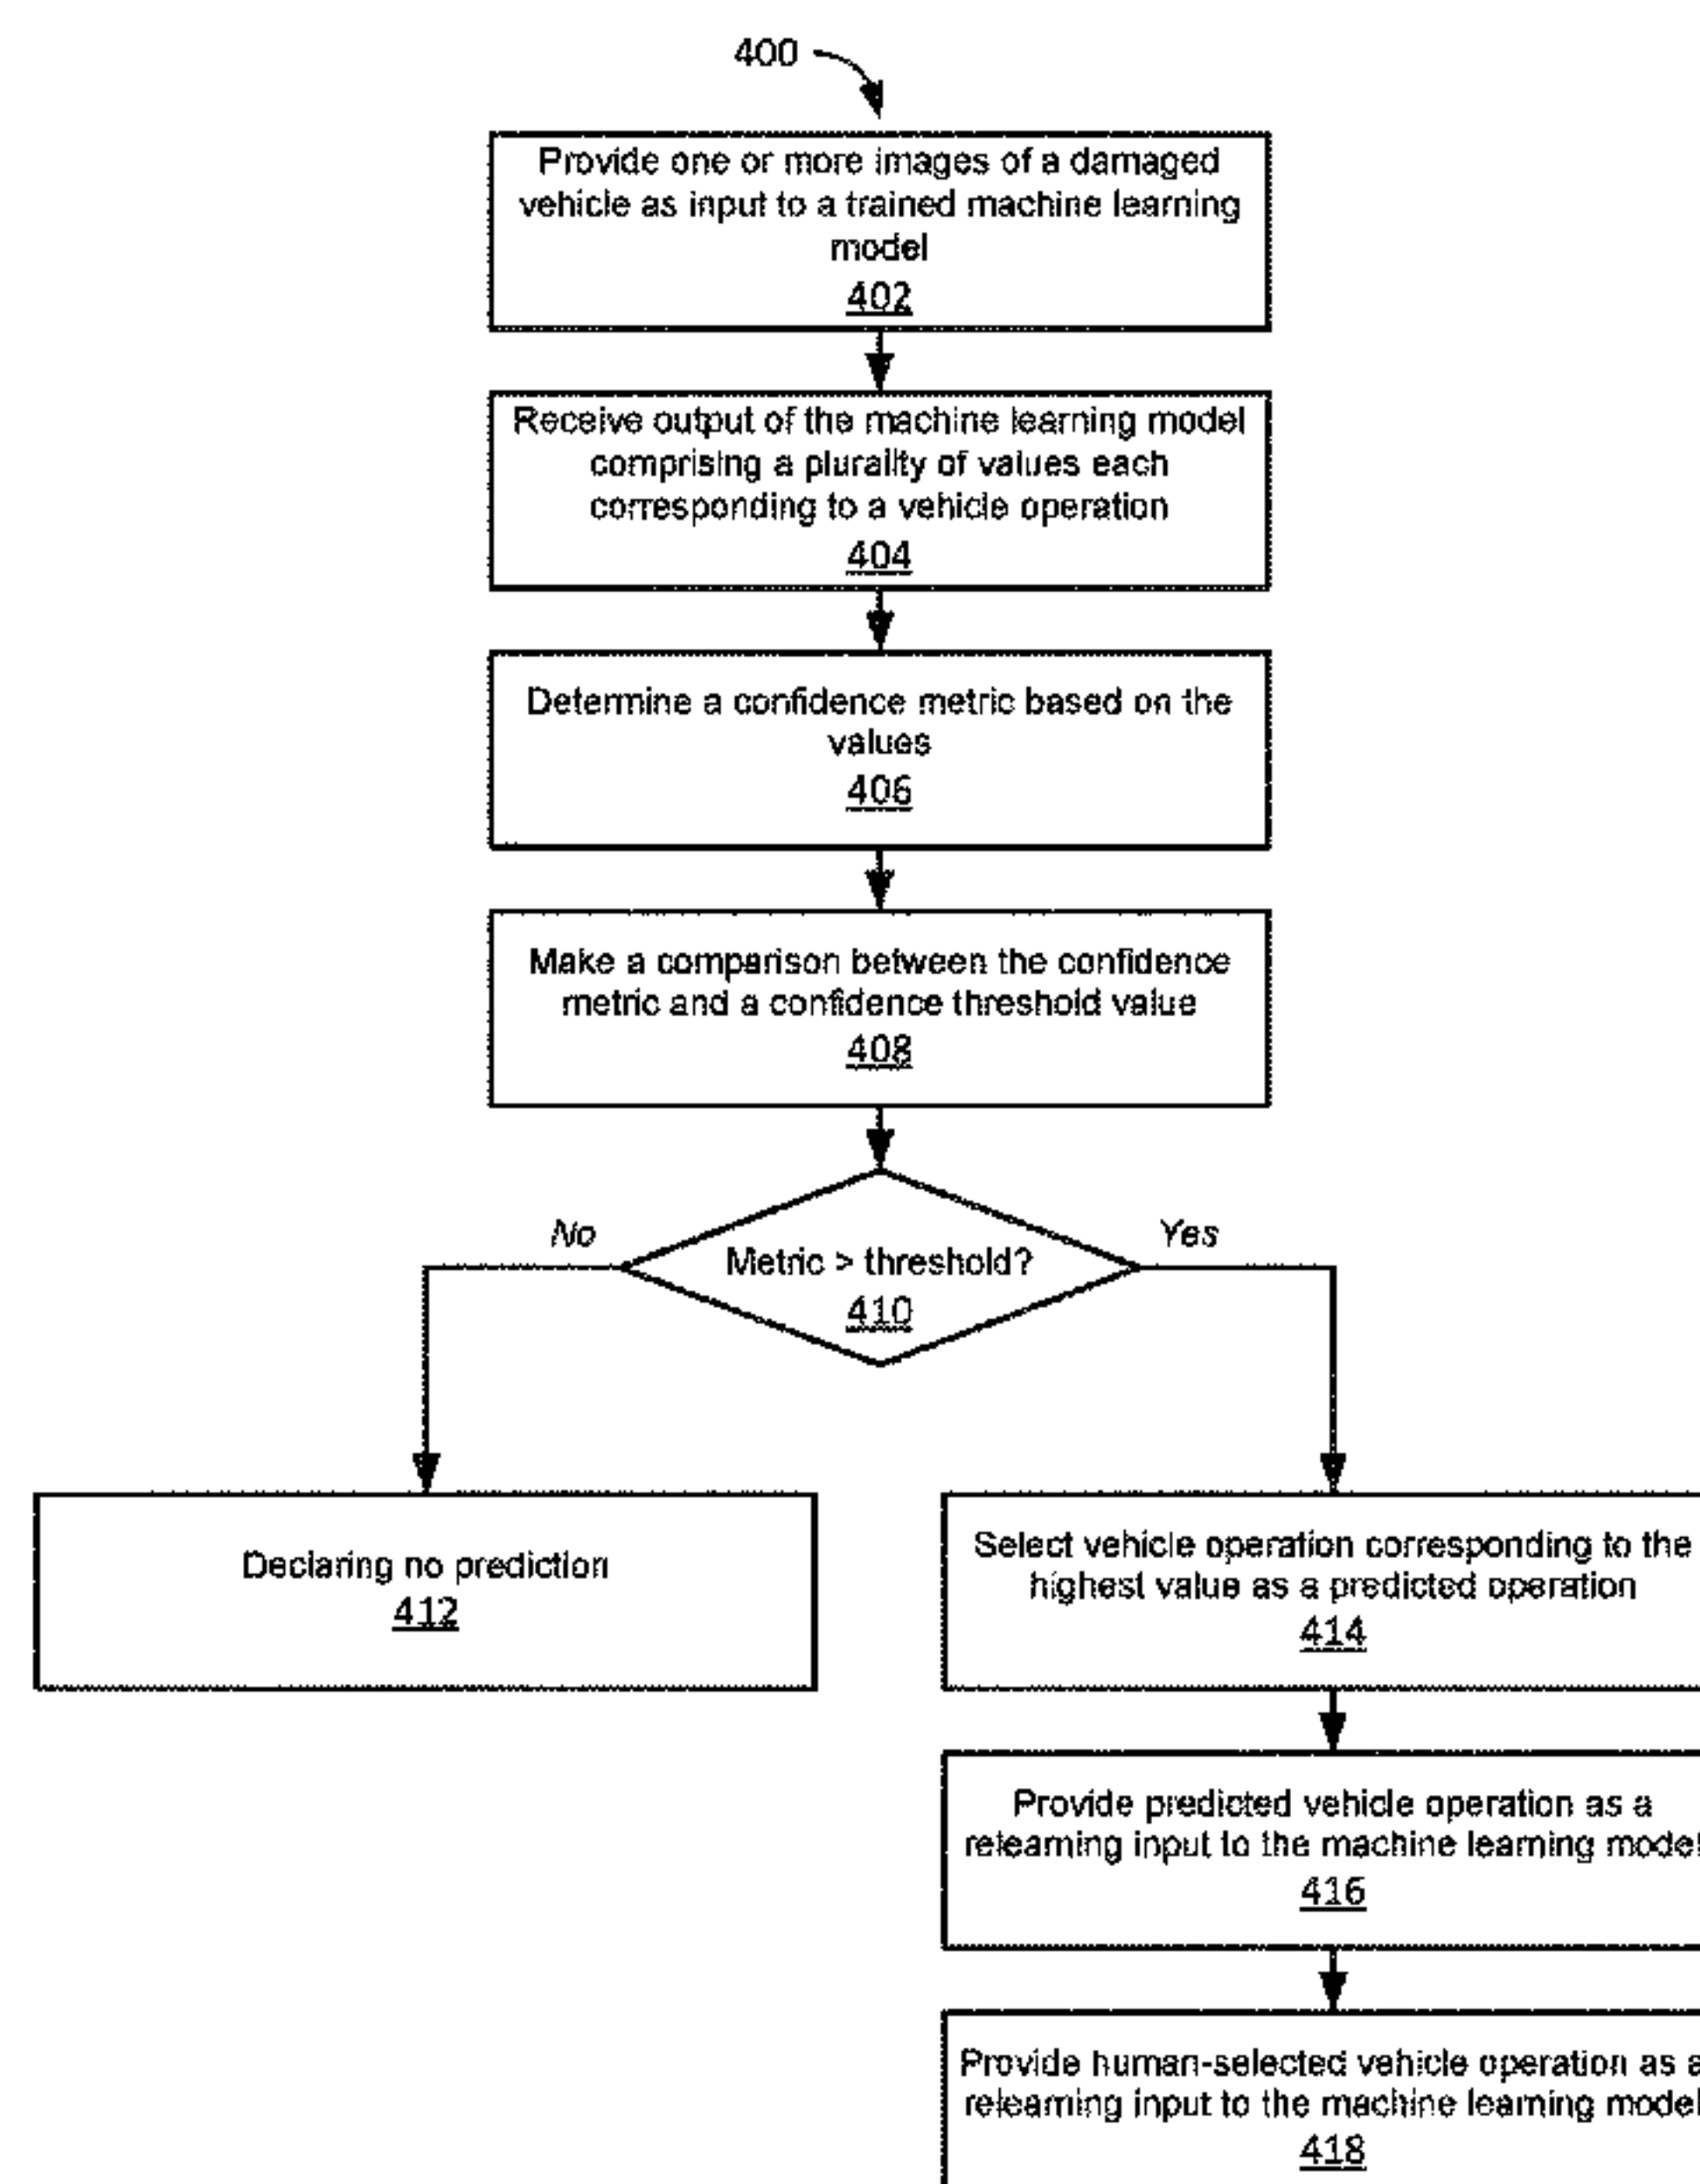 400
Provide one or more images of a damaged
vehicle as input to a trained machine learning
model
402
Receive output of the machine learning model
comprising a plurality of values each
corresponding to a vehicle operation
404
Determine a confidence metric based on the
values
406
Make a comparison between the confidence
metric and a confidence threshold value
408
No
Yes
Metric > threshold?
410
Declaring no prediction
412
Select vehicle operation corresponding to the
highest value as a predicted operation
414
Provide predicted vehicle operation as a
relearning input to the machine learning model
416
Provide human-selected vehicle operation as a
relearning input to the machine learning model
418